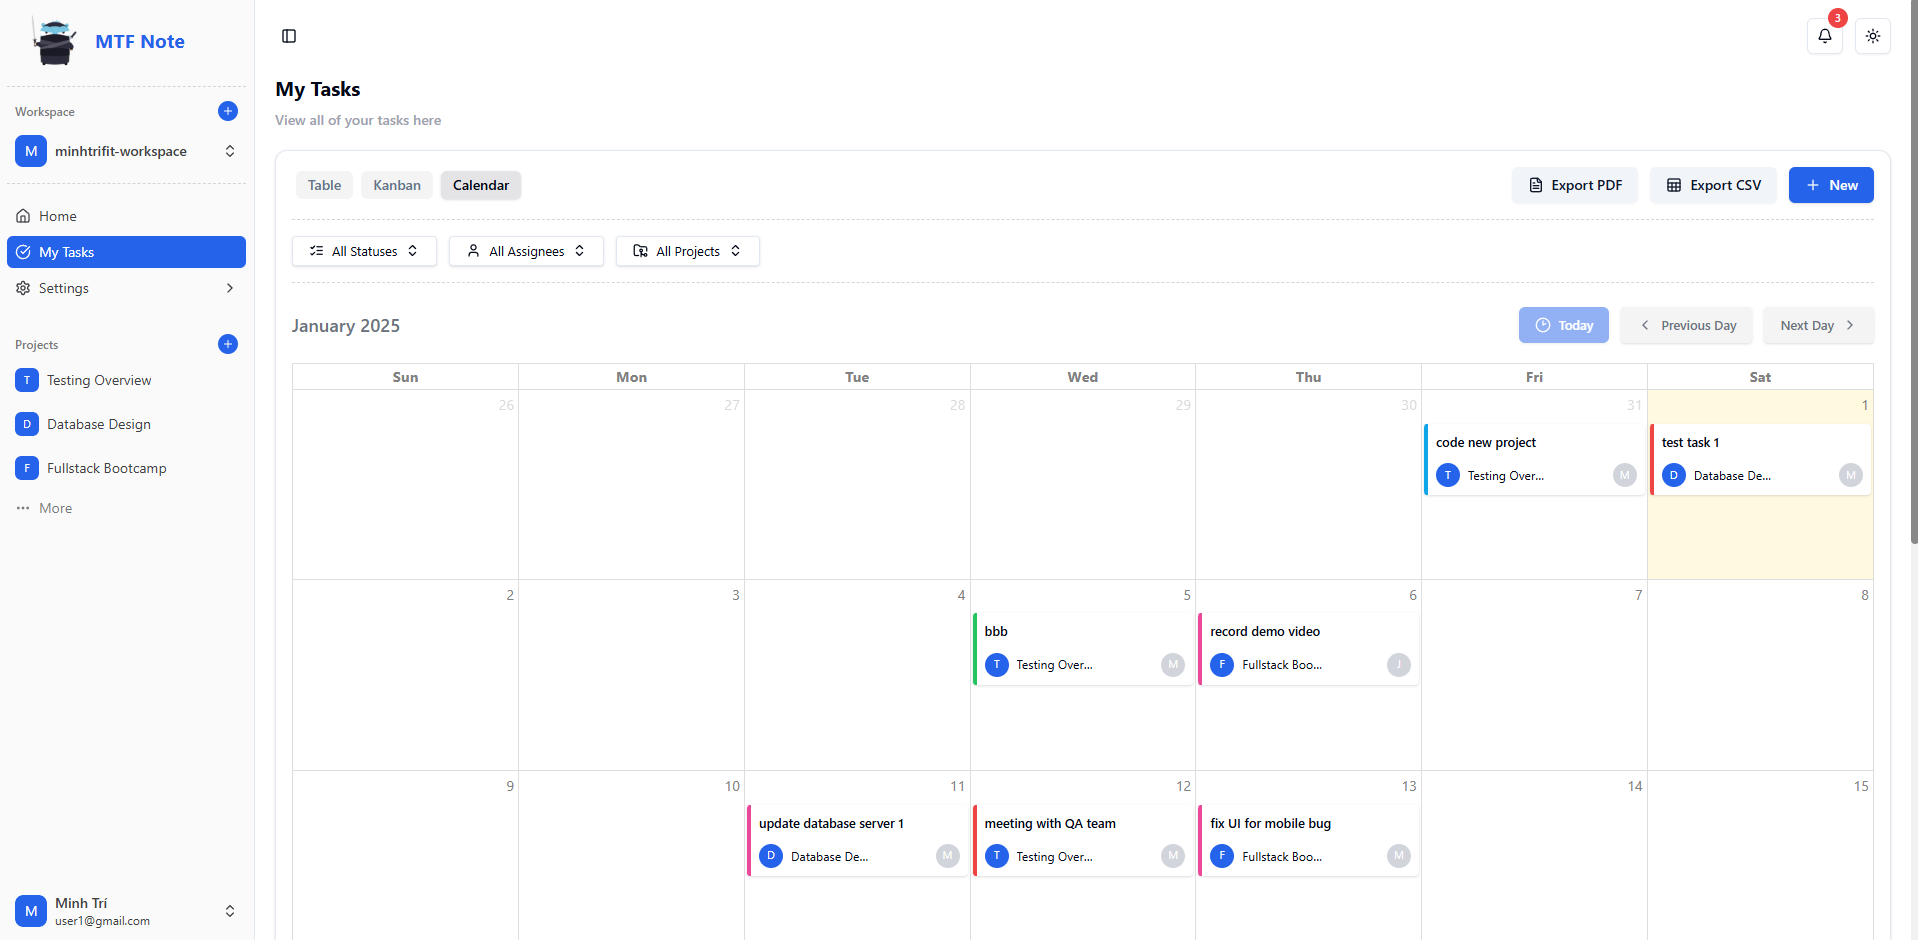 MTF Note
Workspace
M minhtrifit-workspace
Home
My Tasks
Settings
Projects
T Testing Overview
D Database Design
F Fullstack Bootcamp
More
M Minh Trí
user1@gmail.com
3
My Tasks
View all of your tasks here
Table Kanban Calendar
Export PDF Export CSV New
All Statuses All Assignees All Projects
January 2025
Today Previous Day Next Day
Sun Mon Tue Wed Thu Fri Sat
26 27 28 29 30 31 1
code new project
T Testing Over... M
test task 1
D Database De... M
2 3 4 5 6 7 8
bbb
T Testing Over... M
record demo video
F Fullstack Boo... J
9 10 11 12 13 14 15
update database server 1
D Database De... M
meeting with QA team
T Testing Over... M
fix UI for mobile bug
F Fullstack Boo... M